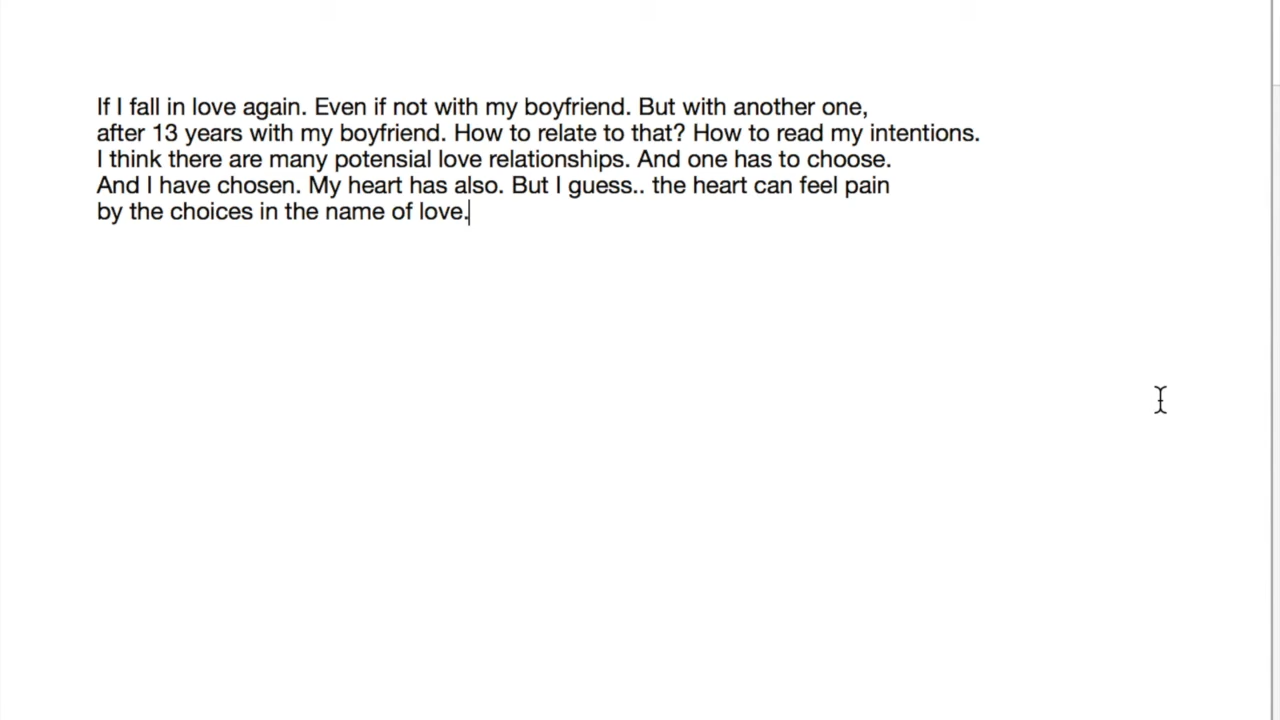 If I fall in love again. Even if not with my boyfriend. But with another one,
after 13 years with my boyfriend. How to relate to that? How to read my intentions.
I think there are many potensial love relationships. And one has to choose.
And I have chosen. My heart has also. But I guess.. the heart can feel pain
by the choices in the name of love.